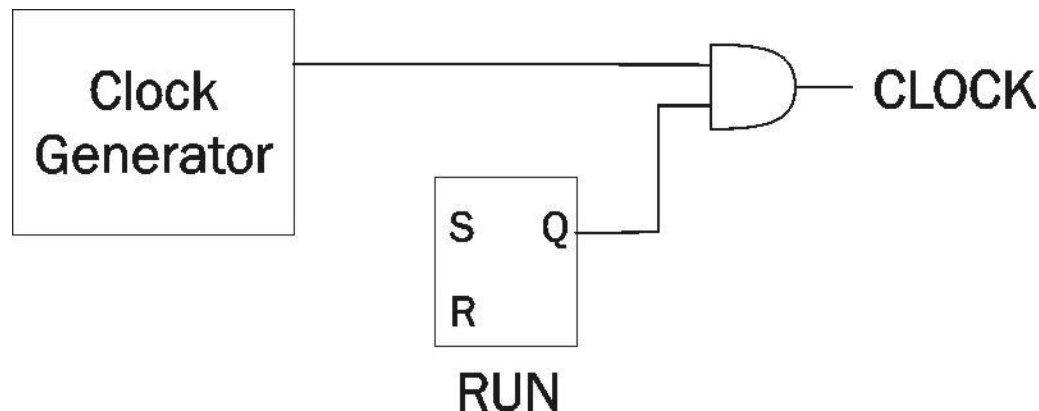 Clock
Generator
CLOCK
S Q
R
RUN